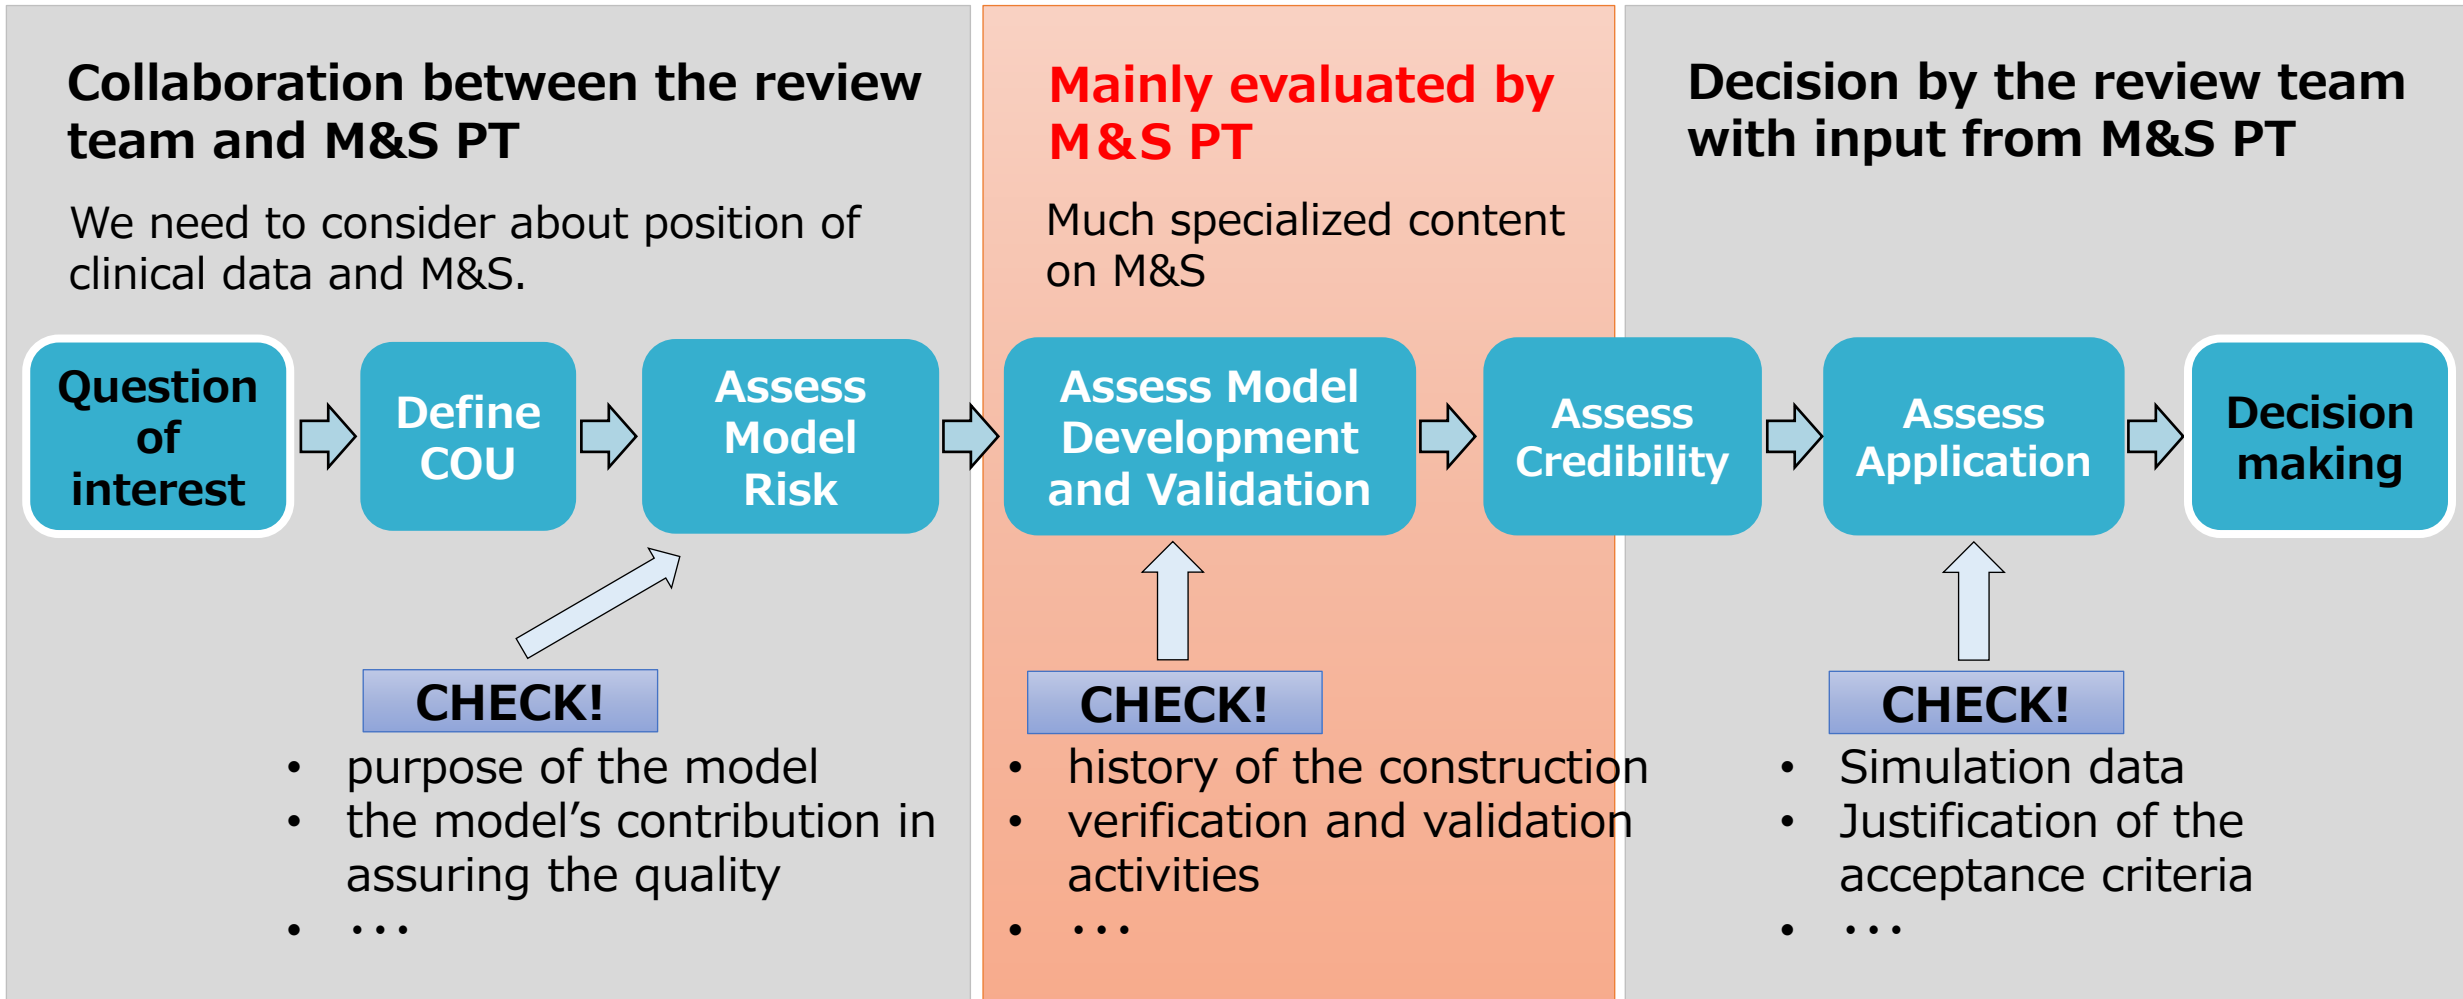 Collaboration between the review
team and M&S PT
We need to consider about position of
clinical data and M&S.
Mainly evaluated by
M&S PT
Much specialized content
on M&S
Decision by the review team
with input from M&S PT
Question
of
interest
Define
COU
Assess
Model
Risk
Assess Model
Development
and Validation
Assess
Credibility
Assess
Application
Decision
making
CHECK!
• purpose of the model
• the model’s contribution in
assuring the quality
• ···
CHECK!
• history of the construction
• verification and validation
activities
• ···
CHECK!
• Simulation data
• Justification of the
acceptance criteria
• ···